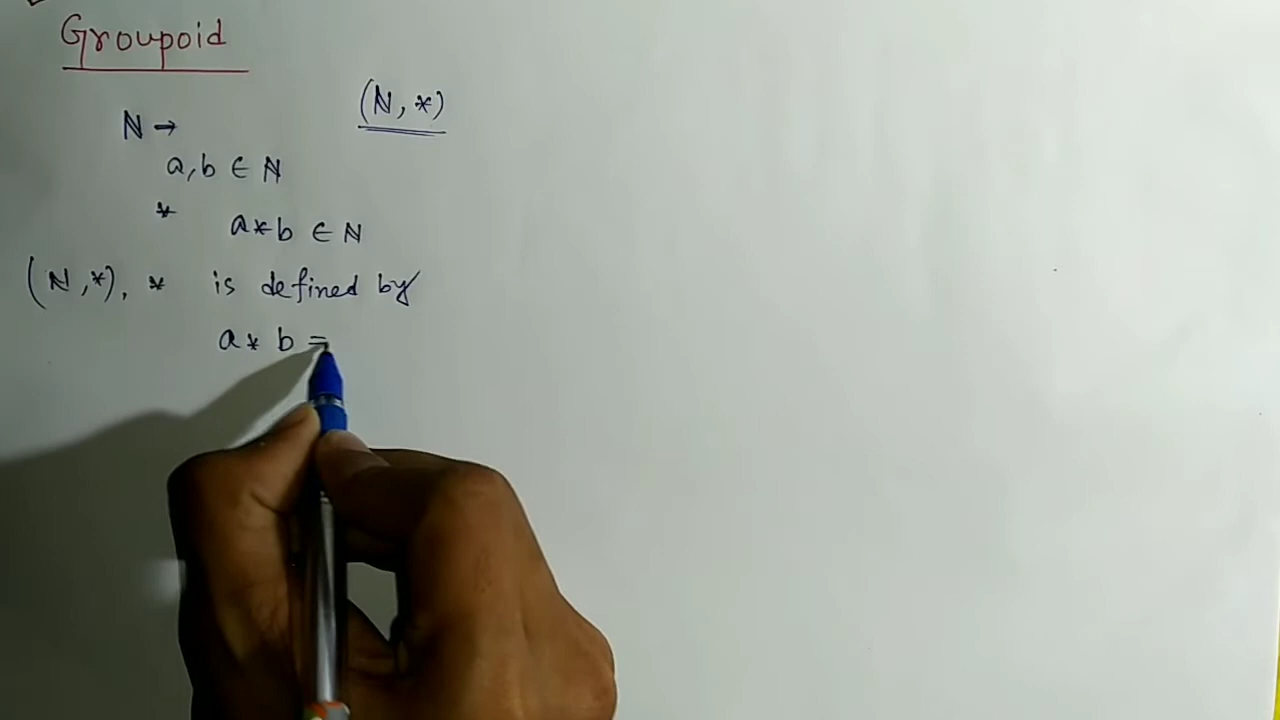 Groupoid
ℕ → (ℕ, *)
a, b ∈ ℕ
* a * b ∈ ℕ
(ℕ, *), * is defined by
a * b =